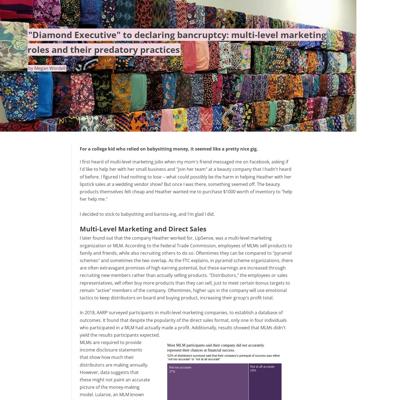 "Diamond Executive" to declaring bancruptcy: multi-level marketing
roles and their predatory practices
by Megan Wordell
For a college kid who relied on babysitting money, it seemed like a pretty nice gig.
I first heard of multi-level marketing jobs when my mom's friend messaged me on Facebook, asking if
I'd like to help her with her small business and "join her team" at a beauty company that I hadn't
heard of before. I figured I had nothing to lose – what could possibly be the harm in helping Heather with her
lipstick sales at a wedding vendor show? But once I was there, something seemed off. The beauty
products themselves felt cheap and Heather wanted me to purchase $1000 worth of inventory to "help
her help me."
I decided to stick to babysitting and barista-ing, and I'm glad I did.
Multi-Level Marketing and Direct Sales
I later found out that the company Heather worked for, LipSense, was a multi-level marketing
organization or MLM. According to the Federal Trade Commission, employees of MLMs sell products to
family and friends, while also recruiting others to do so. Oftentimes they can be compared to "pyramid
schemes" and sometimes the two overlap. As the FTC explains, in pyramid scheme organizations, there
are often extravagant promises of high earning potential, but these earnings are increased through
recruiting new members rather than actually selling products. "Distributors," the employees or sales
representatives, will often buy more products than they can sell, just to meet certain bonus targets to
remain "active" members of the company. Oftentimes, higher ups in the company will use emotional
tactics to keep distributors on board and buying product, increasing their group's profit total.
In 2018, AARP surveyed participants in multi-level marketing companies, to establish a database of
outcomes. It found that despite the popularity of the direct sales format, only one in four individuals
who participated in a MLM had actually made a profit. Additionally, results showed that MLMs didn't
yield the results participants expected.
MLMs are required to provide
income disclosure statements
that show how much their
distributors are making annually.
However, data suggests that
these might not paint an accurate
picture of the money-making
model. Lularoe, an MLM known
Most MLM participants said their company did not accurately
represent their chances at financial success.
Not too accurate
27%
Not at all accurate